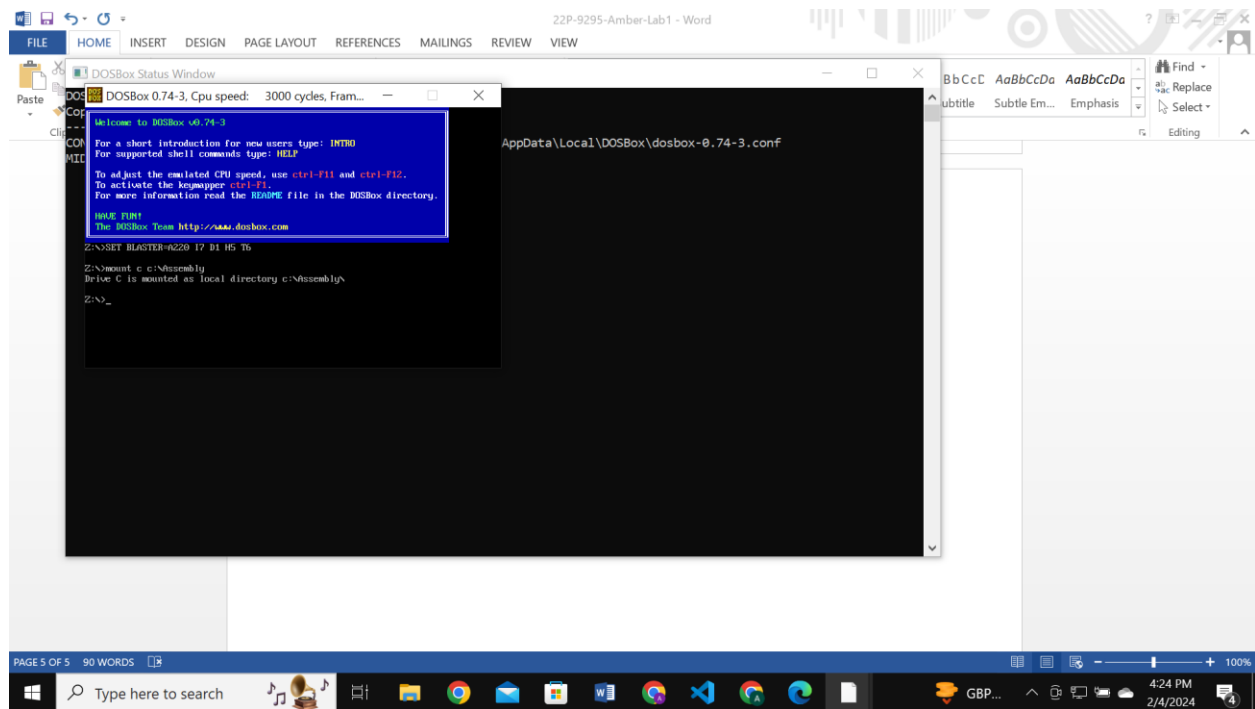 22P-9295-Amber-Lab1 - Word
?
FILE HOME INSERT DESIGN PAGE LAYOUT REFERENCES MAILINGS REVIEW VIEW
Paste
DOSBox Status Window
DOSBox 0.74-3, Cpu speed: 3000 cycles, Fram...
Welcome to DOSBox v0.74-3
For a short introduction for new users type: INTRO
For supported shell commands type: HELP
To adjust the emulated CPU speed, use ctrl-F11 and ctrl-F12.
To activate the keymapper ctrl-F1.
For more information read the README file in the DOSBox directory.
HAVE FUN!
The DOSBox Team http://www.dosbox.com
Z:\>SET BLASTER=A220 I7 D1 H5 T6
Z:\>mount c c:\Assembly
Drive C is mounted as local directory c:\Assembly\
Z:\>_
AppData\Local\DOSBox\dosbox-0.74-3.conf
BbCcD AaBbCcDa AaBbCcDa
ubtitle Subtle Em... Emphasis
Find
Replace
Select
Editing
PAGE 5 OF 5 90 WORDS
100%
Type here to search
GBP...
4:24 PM
2/4/2024
4